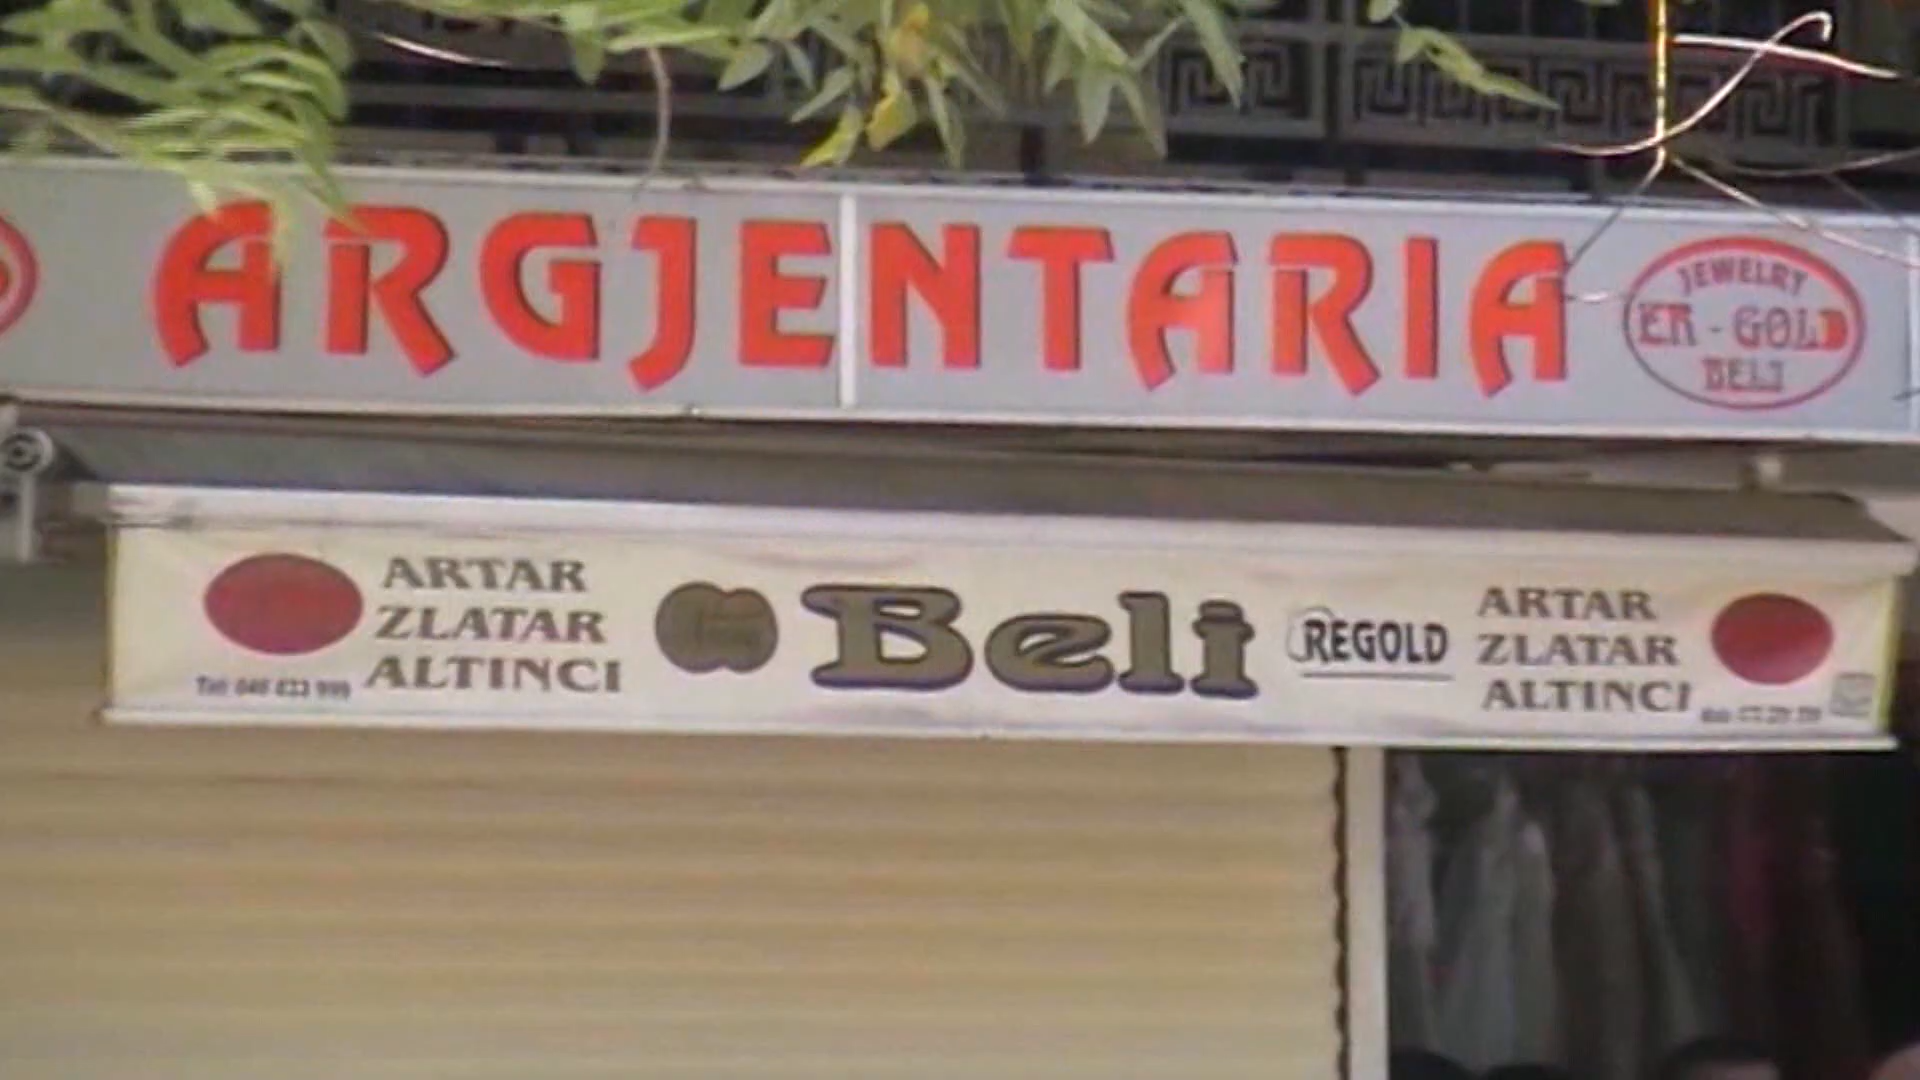 ARGJENTARIA
JEWELRY
ER - GOLD
BELI
ARTAR
ZLATAR
ALTINCI
Beli
REGOLD
ARTAR
ZLATAR
ALTINCI